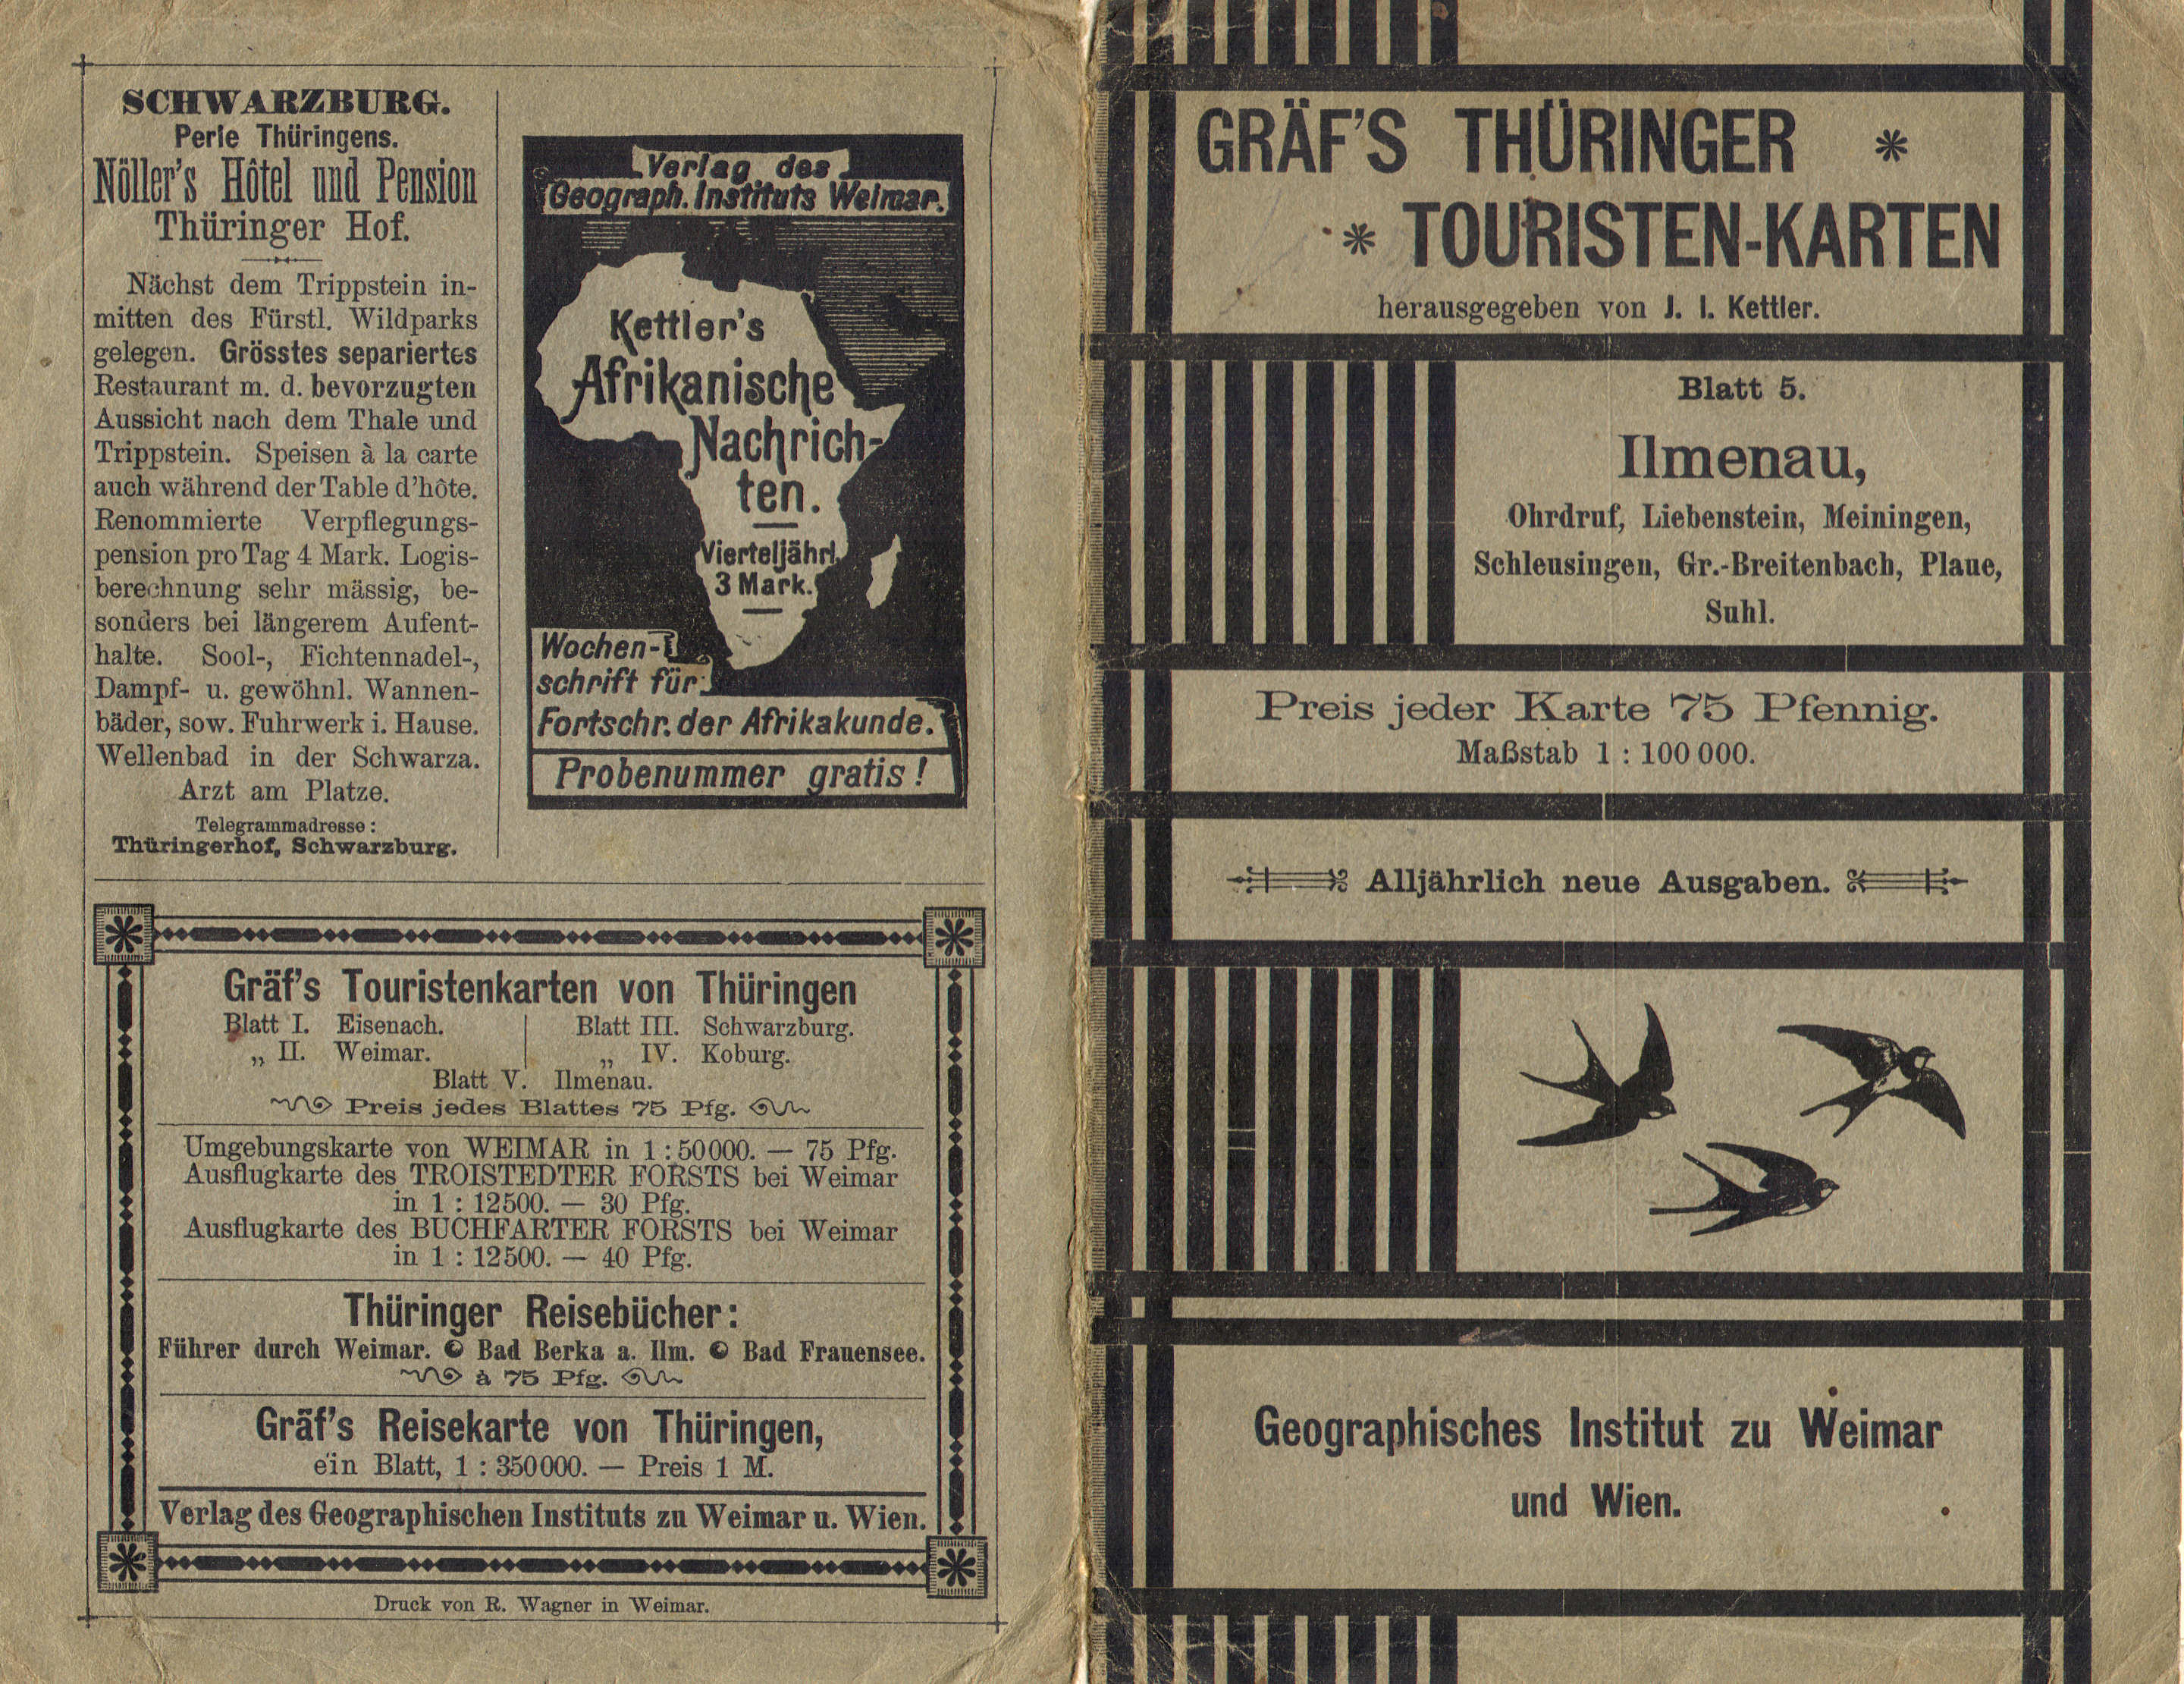 SCHWARZBURG.
Perle Thüringens.
Nöller's Hôtel und Pension
Thüringer Hof.
Nächst dem Trippstein in-
mitten des Fürstl. Wildparks
gelegen. Grösstes separiertes
Restaurant m. d. bevorzugten
Aussicht nach dem Thale und
Trippstein. Speisen à la carte
auch während der Table d'hôte.
Renommierte Verpflegungs-
pension pro Tag 4 Mark. Logis-
berechnung sehr mässig, be-
sonders bei längerem Aufent-
halte. Sool-, Fichtennadel-,
Dampf- u. gewöhnl. Wannen-
bäder, sow. Fuhrwerk i. Hause.
Wellenbad in der Schwarza.
Arzt am Platze.
Telegrammadresse:
Thüringerhof, Schwarzburg.
Verlag des
Geograph. Instituts Weimar.
Kettler's
Afrikanische
Nachrich-
ten.
Vierteljährl.
3 Mark.
Wochen-
schrift für
Fortschr. der Afrikakunde.
Probenummer gratis!
Gräf's Touristenkarten von Thüringen
Blatt I. Eisenach. Blatt III. Schwarzburg.
„ II. Weimar. „ IV. Koburg.
Blatt V. Ilmenau.
Preis jedes Blattes 75 Pfg.
Umgebungskarte von WEIMAR in 1:50000. — 75 Pfg.
Ausflugkarte des TROISTEDTER FORSTS bei Weimar
in 1 : 12500. — 30 Pfg.
Ausflugkarte des BUCHFARTER FORSTS bei Weimar
in 1 : 12500. — 40 Pfg.
Thüringer Reisebücher:
Führer durch Weimar. Bad Berka a. Ilm. Bad Frauensee.
à 75 Pfg.
Gräf's Reisekarte von Thüringen,
ein Blatt, 1 : 350000. — Preis 1 M.
Verlag des Geographischen Instituts zu Weimar u. Wien.
Druck von R. Wagner in Weimar.
GRÄF'S THÜRINGER *
* TOURISTEN-KARTEN
herausgegeben von J. I. Kettler.
Blatt 5.
Ilmenau,
Ohrdruf, Liebenstein, Meiningen,
Schleusingen, Gr.-Breitenbach, Plaue,
Suhl.
Preis jeder Karte 75 Pfennig.
Maßstab 1 : 100 000.
Alljährlich neue Ausgaben.
Geographisches Institut zu Weimar
und Wien.